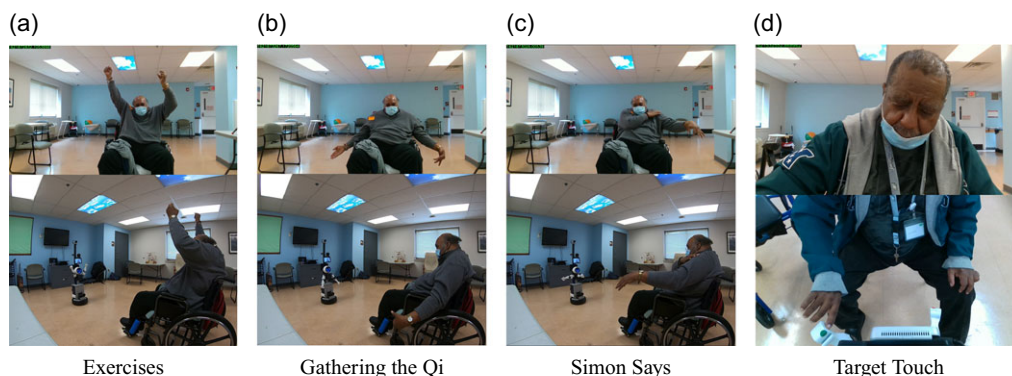 (a)
(b)
(c)
(d)
Exercises
Gathering the Qi
Simon Says
Target Touch